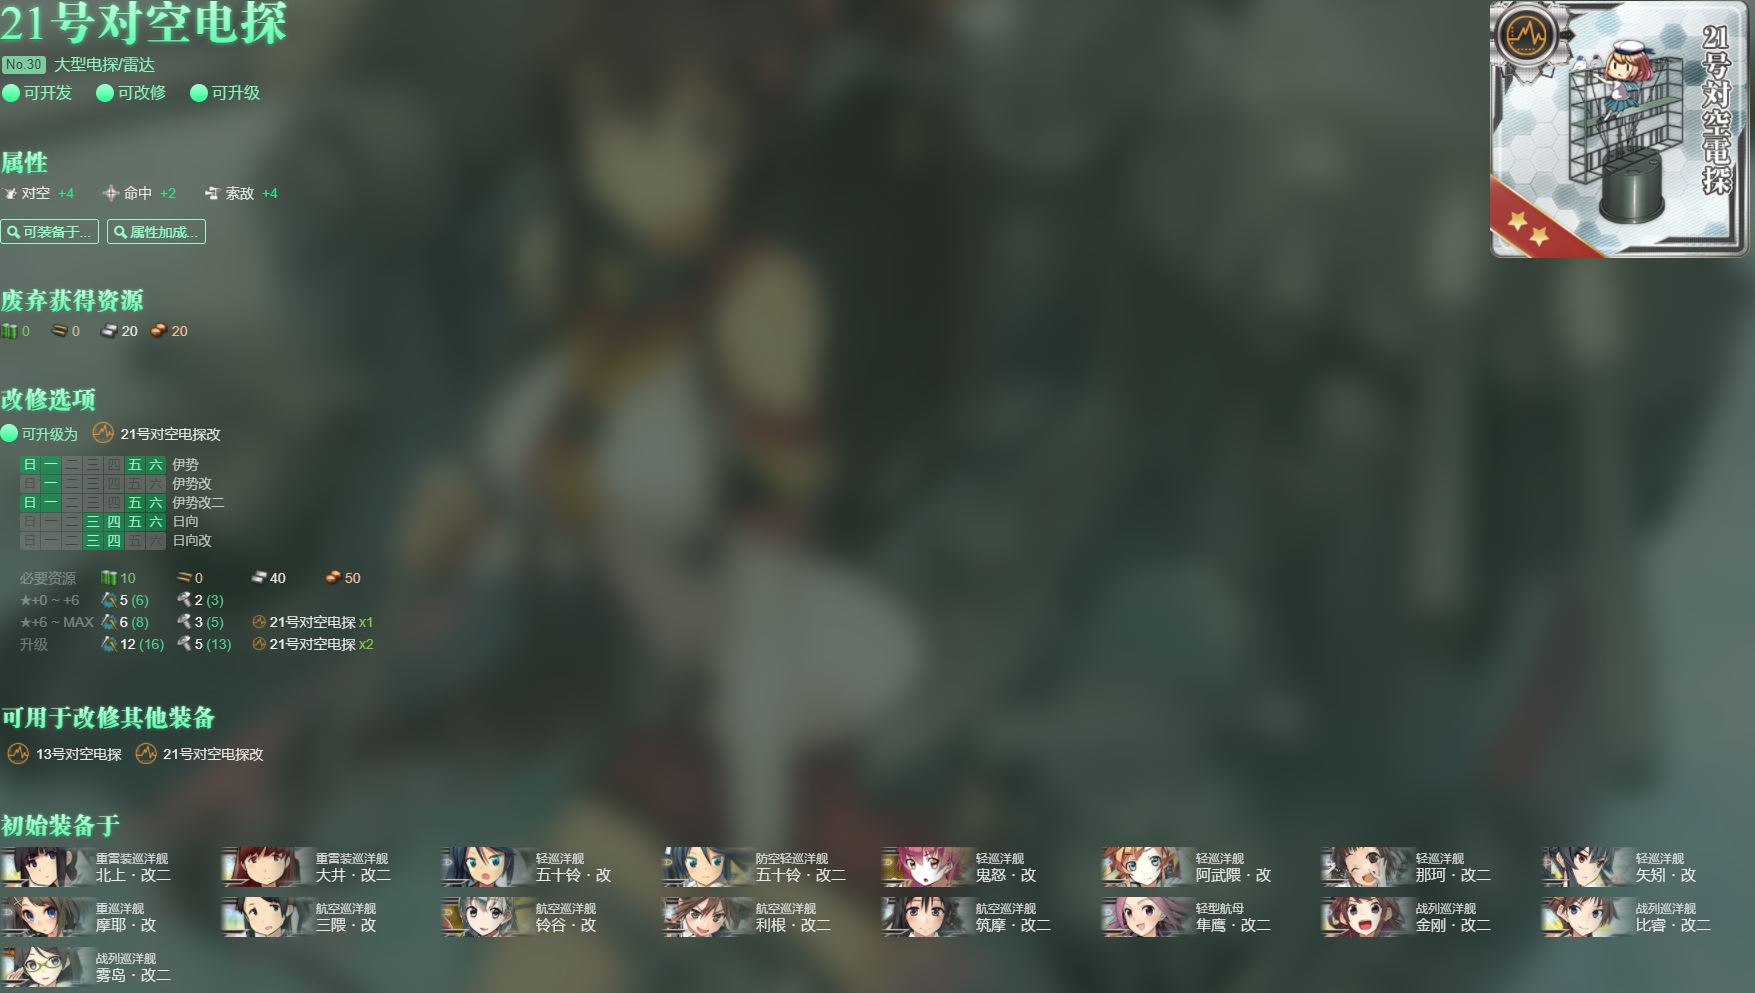 21号对空电探
No.30 大型电探/雷达
可开发 可改修 可升级
21号対空電探
属性
对空 +4 命中 +2 索敌 +4
可装备于... 属性加成...
废弃获得资源
0 0 20 20
改修选项
可升级为 21号对空电探改
日 一 二 三 四 五 六 伊势
日 一 二 三 四 五 六 伊势改
日 一 二 三 四 五 六 伊势改二
日 一 二 三 四 五 六 日向
日 一 二 三 四 五 六 日向改
必要资源 10 0 40 50
★+0 ~ +6 5 (6) 2 (3)
★+6 ~ MAX 6 (8) 3 (5) 21号对空电探 x1
升级 12 (16) 5 (13) 21号对空电探 x2
可用于改修其他装备
13号对空电探 21号对空电探改
初始装备于
重雷装巡洋舰 重雷装巡洋舰 轻巡洋舰 防空轻巡洋舰 轻巡洋舰 轻巡洋舰 轻巡洋舰 轻巡洋舰
北上・改二 大井・改二 五十铃・改 五十铃・改二 鬼怒・改 阿武隈・改 那珂・改二 矢矧・改
重巡洋舰 航空巡洋舰 航空巡洋舰 航空巡洋舰 航空巡洋舰 轻型航母 战列巡洋舰 战列巡洋舰
摩耶・改 三隈・改 铃谷・改 利根・改二 筑摩・改二 隼鹰・改二 金刚・改二 比睿・改二
战列巡洋舰
雾岛・改二